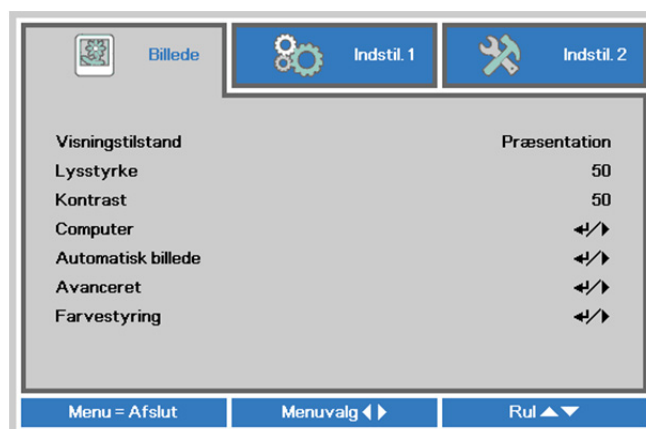 Billede Indstil. 1 Indstil. 2
Visningstilstand Præsentation
Lysstyrke 50
Kontrast 50
Computer ↵/▶
Automatisk billede ↵/▶
Avanceret ↵/▶
Farvestyring ↵/▶
Menu = Afslut Menuvalg ◀▶ Rul ▲▼